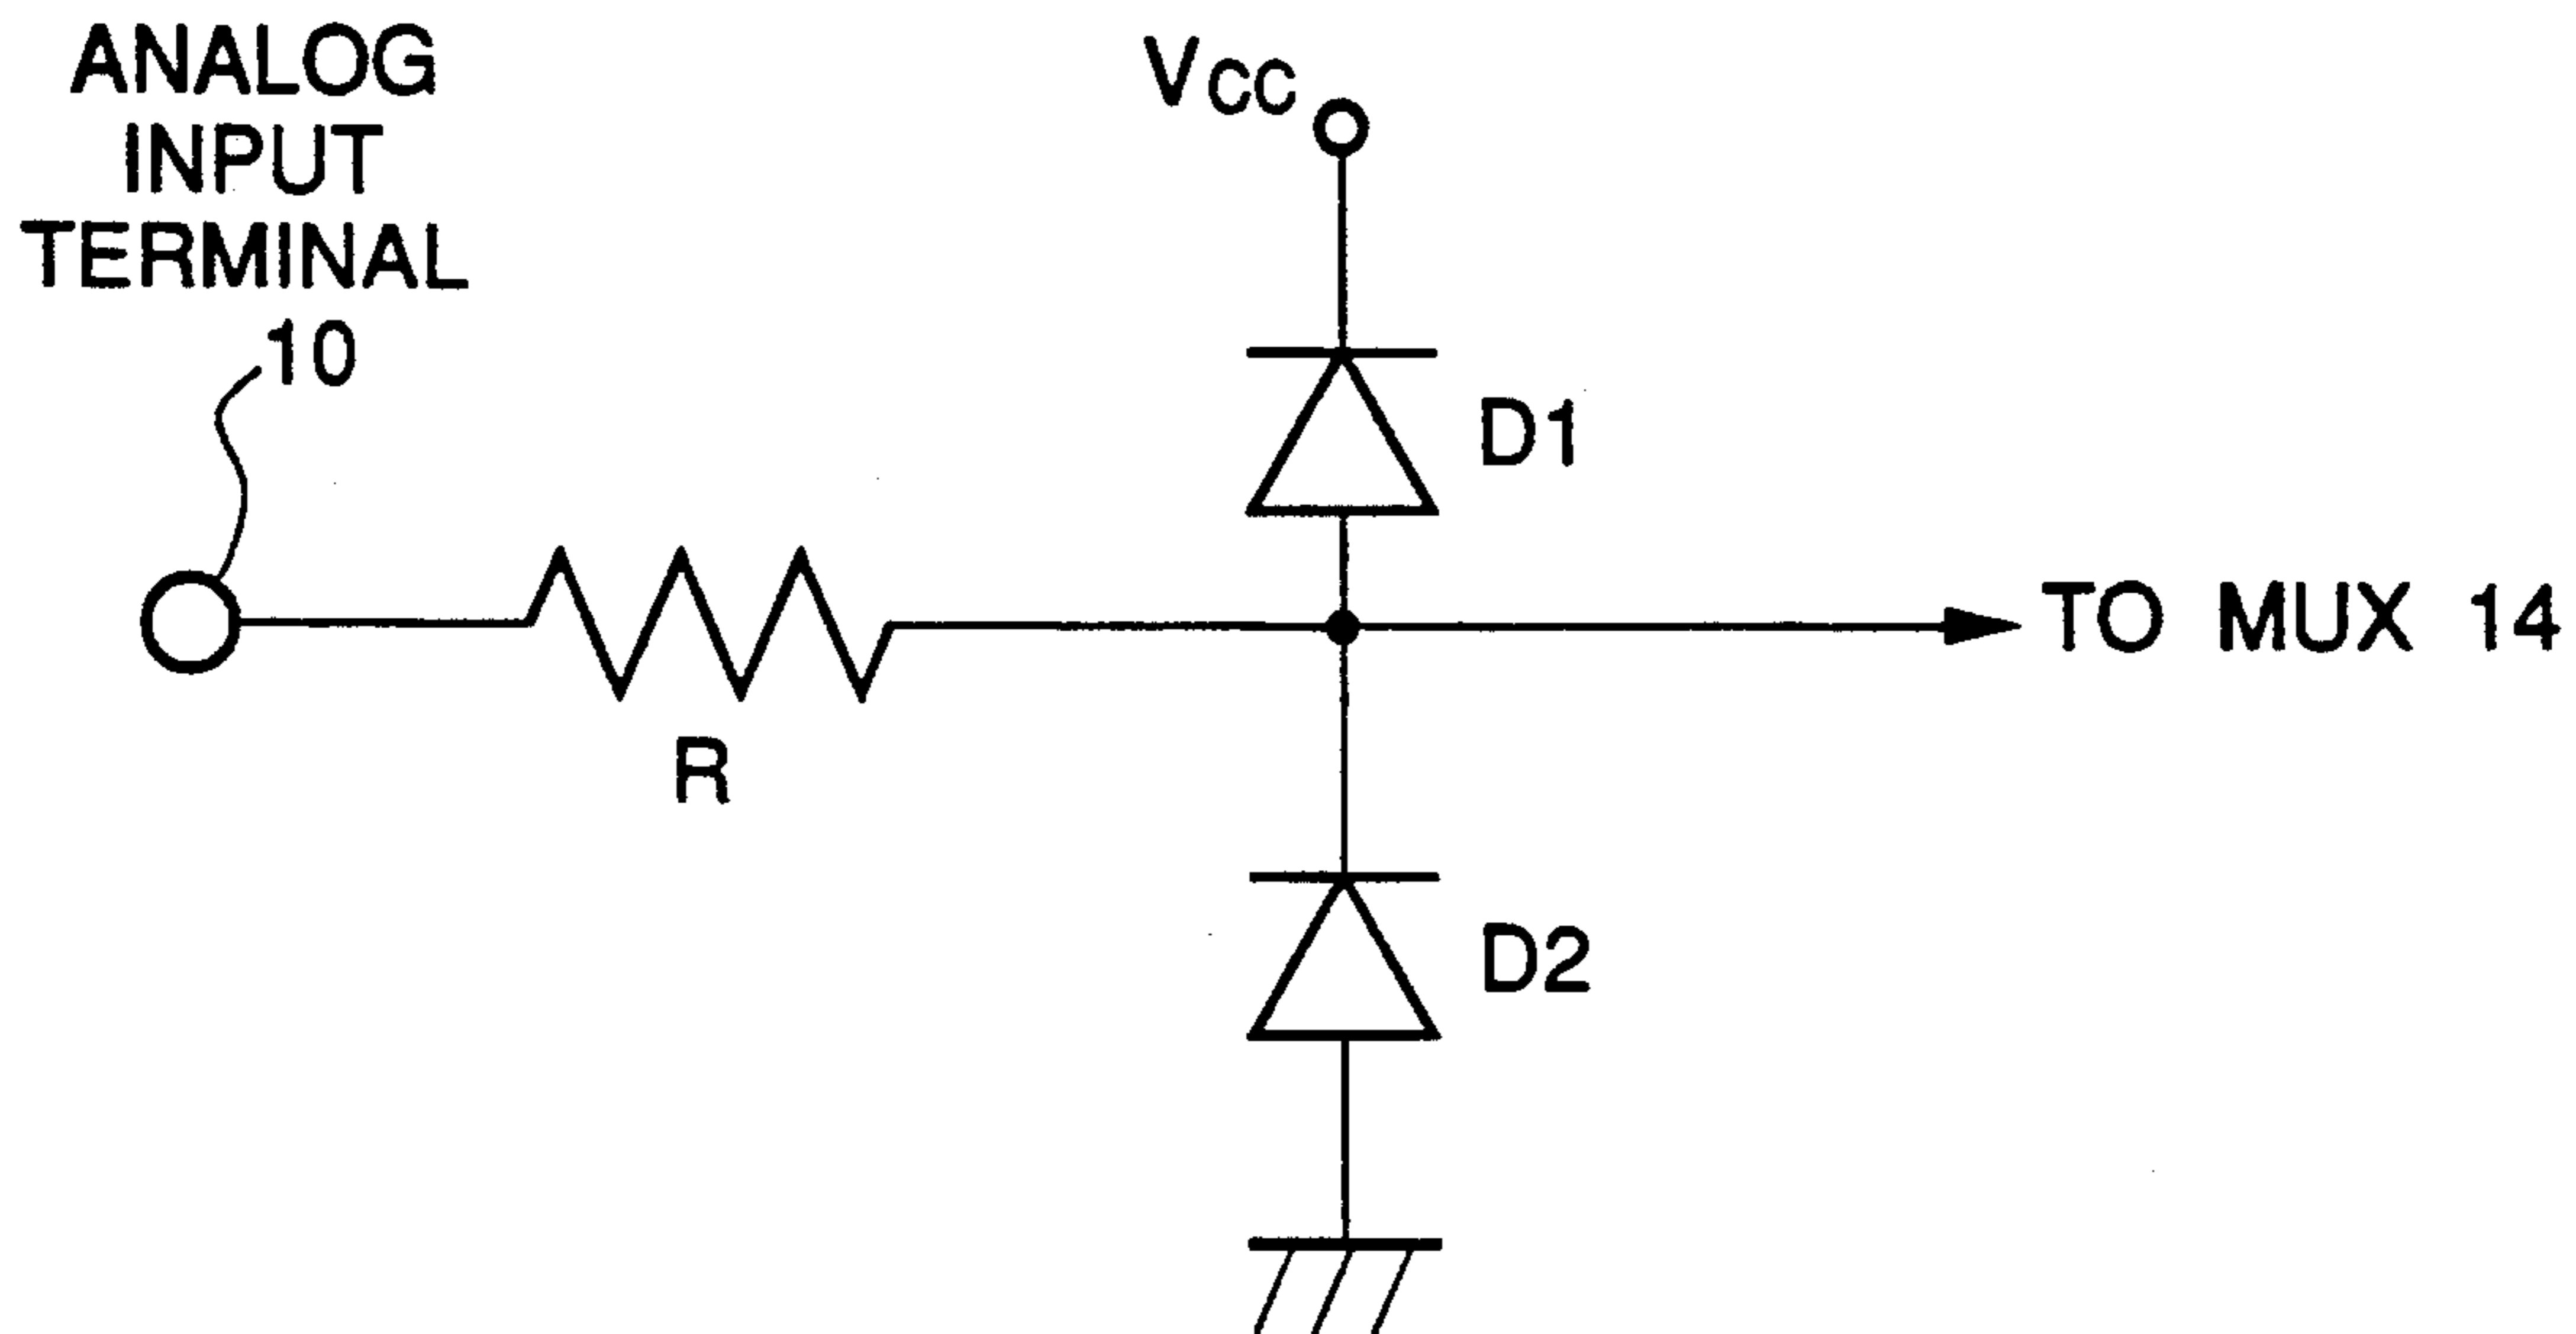 ANALOG
INPUT
TERMINAL
10
VCC
D1
TO MUX 14
R
D2